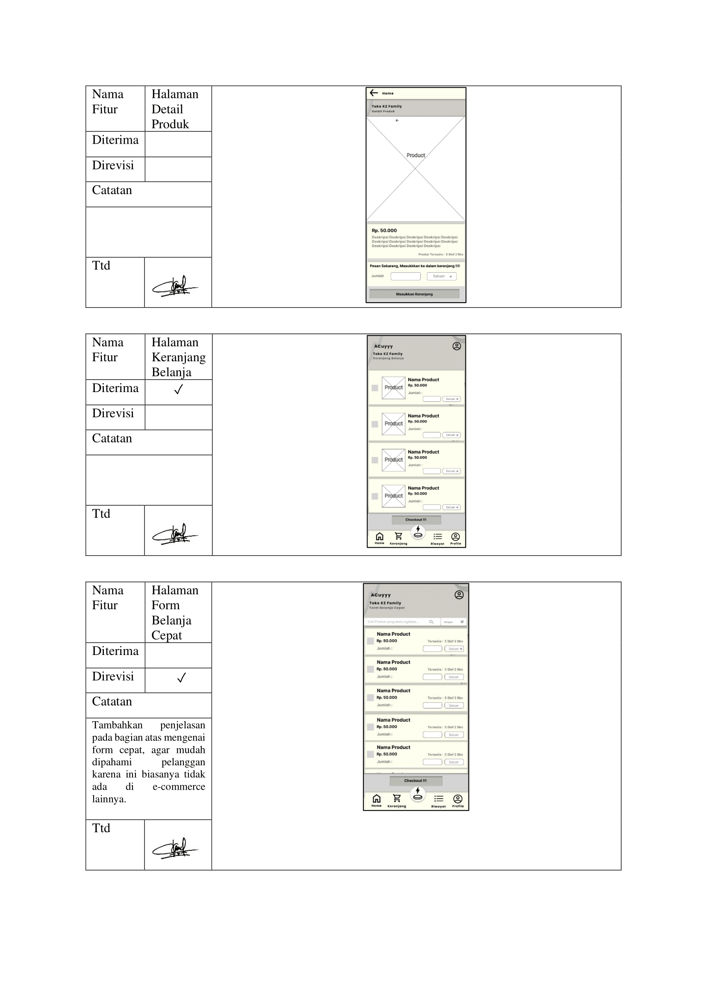 Nama
Fitur
Halaman
Detail
Produk
Diterima
Direvisi
Catatan
Ttd
Home
Toko KZ Family
Detail Produk
Product
Rp. 50.000
Deskripsi Deskripsi Deskripsi Deskripsi Deskripsi
Deskripsi Deskripsi Deskripsi Deskripsi Deskripsi
Deskripsi Deskripsi Deskripsi Deskripsi
Produk Tersedia : 5 Slof 2 Bks
Pesan Sekarang, Masukkkan ke dalam keranjang !!!!
Jumlah
Satuan
Masukkan Keranjang
Nama
Fitur
Halaman
Keranjang
Belanja
Diterima ✓
Direvisi
Catatan
Ttd
ACuyyy
Toko KZ Family
Keranjang Belanja
Product
Nama Product
Rp. 50.000
Jumlah :
Satuan
Product
Nama Product
Rp. 50.000
Jumlah :
Satuan
Product
Nama Product
Rp. 50.000
Jumlah :
Satuan
Product
Nama Product
Rp. 50.000
Jumlah :
Satuan
Checkout !!!
Home Keranjang Riwayat Profile
Nama
Fitur
Halaman
Form
Belanja
Cepat
Diterima
Direvisi ✓
Catatan
Tambahkan penjelasan
pada bagian atas mengenai
form cepat, agar mudah
dipahami pelanggan
karena ini biasanya tidak
ada di e-commerce
lainnya.
Ttd
ACuyyy
Toko KZ Family
Form Belanja Cepat
Cari Produk yang anda inginkan ...
Nama Product
Rp. 50.000 Tersedia : 5 Slof 2 Bks
Jumlah : Satuan
Nama Product
Rp. 50.000 Tersedia : 5 Slof 2 Bks
Jumlah : Satuan
Nama Product
Rp. 50.000 Tersedia : 5 Slof 2 Bks
Jumlah : Satuan
Nama Product
Rp. 50.000 Tersedia : 5 Slof 2 Bks
Jumlah : Satuan
Nama Product
Rp. 50.000 Tersedia : 5 Slof 2 Bks
Jumlah : Satuan
Checkout !!!
Home Keranjang Riwayat Profile